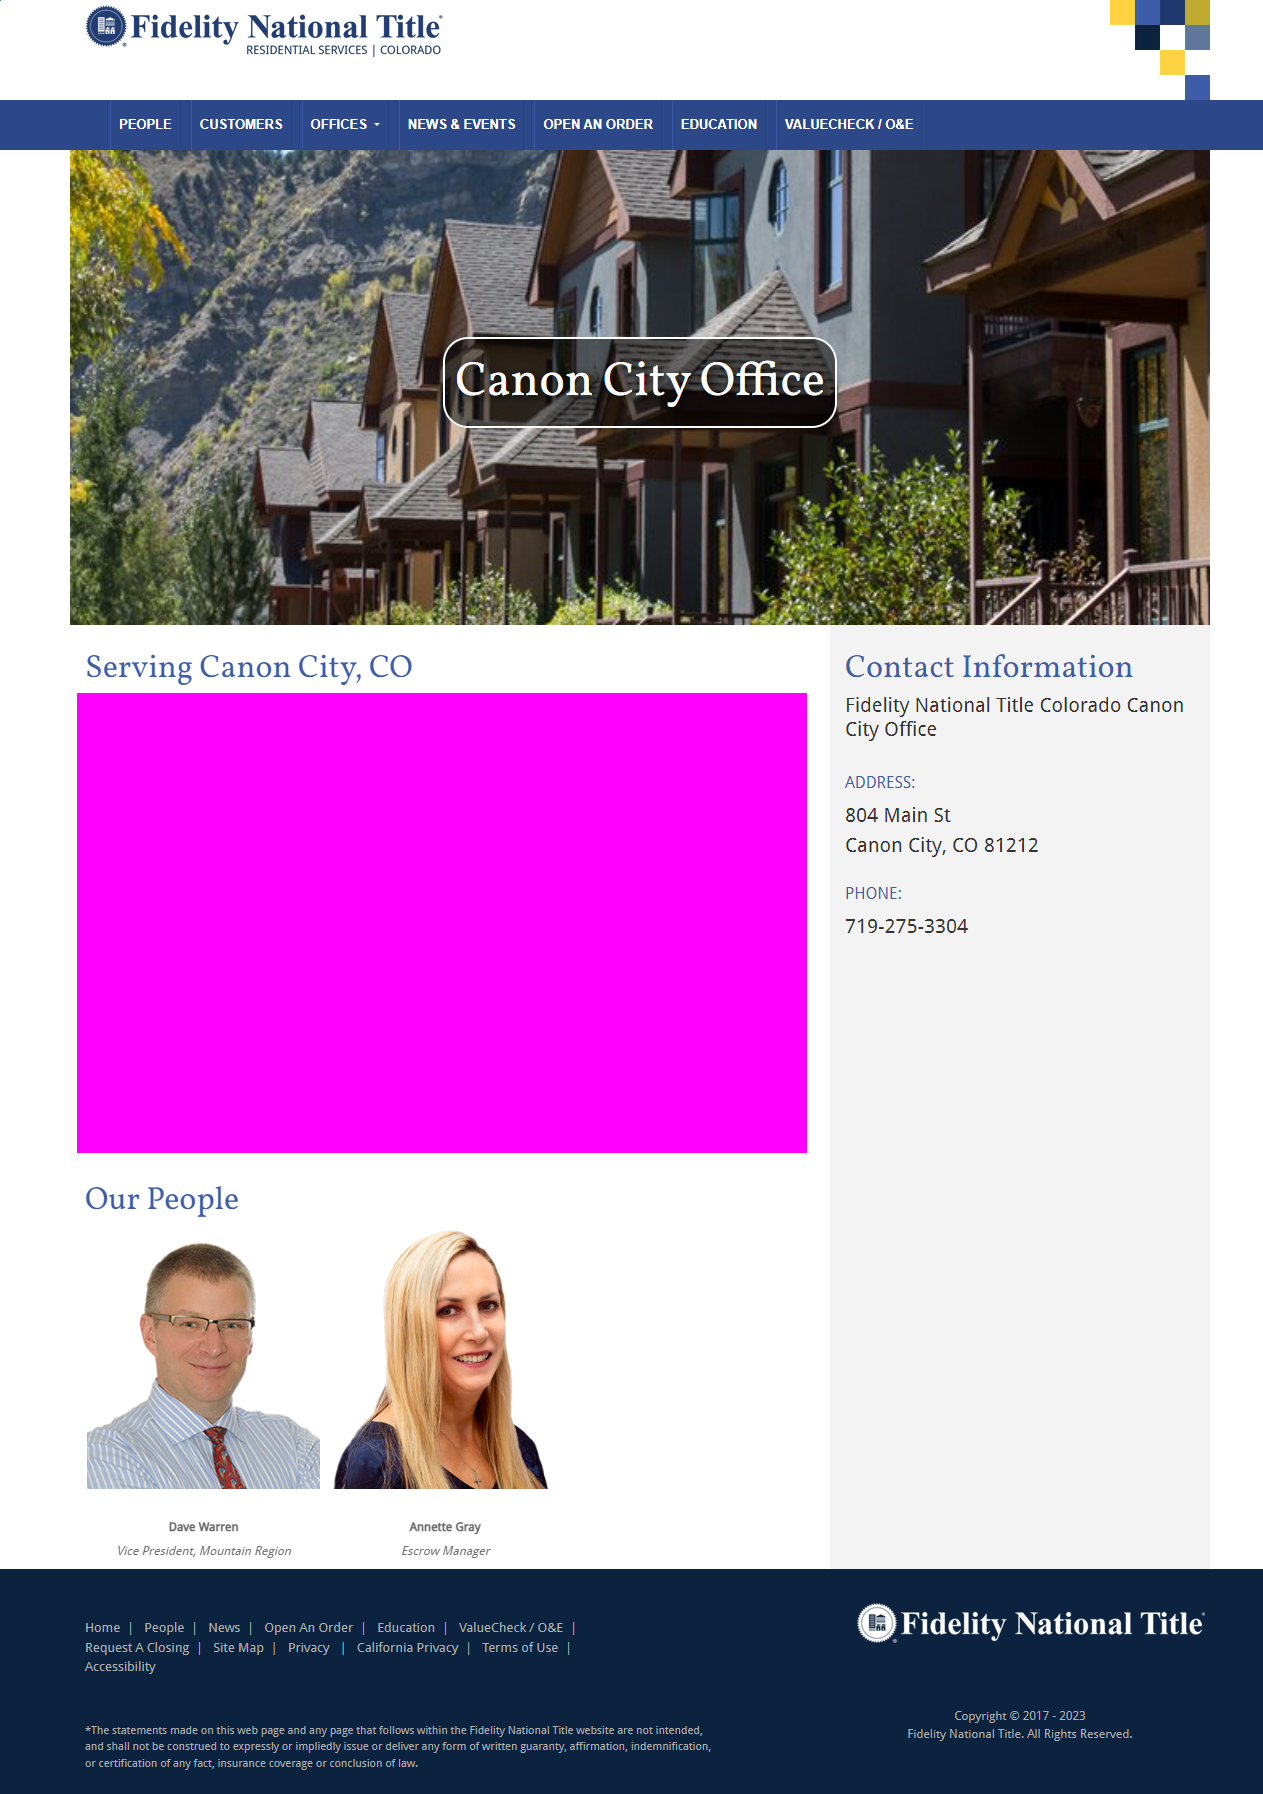 Fidelity National Title®
RESIDENTIAL SERVICES | COLORADO
PEOPLE
CUSTOMERS
OFFICES
NEWS & EVENTS
OPEN AN ORDER
EDUCATION
VALUECHECK / O&E
Canon City Office
Serving Canon City, CO
Contact Information
Fidelity National Title Colorado Canon
City Office
ADDRESS:
804 Main St
Canon City, CO 81212
PHONE:
719-275-3304
Our People
Dave Warren
Vice President, Mountain Region
Annette Gray
Escrow Manager
Home | People | News | Open An Order | Education | ValueCheck / O&E |
Request A Closing | Site Map | Privacy | California Privacy | Terms of Use |
Accessibility
*The statements made on this web page and any page that follows within the Fidelity National Title website are not intended,
and shall not be construed to expressly or impliedly issue or deliver any form of written guaranty, affirmation, indemnification,
or certification of any fact, insurance coverage or conclusion of law.
Fidelity National Title®
Copyright © 2017 - 2023
Fidelity National Title. All Rights Reserved.